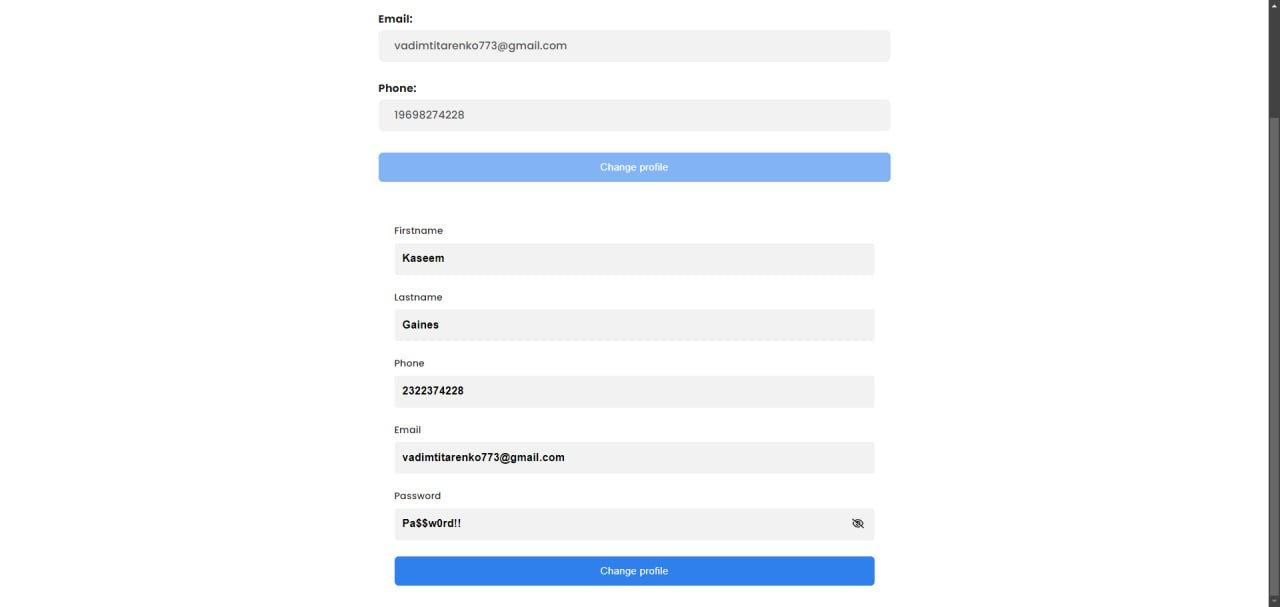 Email:
vadimtitarenko773@gmail.com
Phone:
19698274228
Change profile
Firstname
Kaseem
Lastname
Gaines
Phone
2322374228
Email
vadimtitarenko773@gmail.com
Password
Pa$$w0rd!!
Change profile